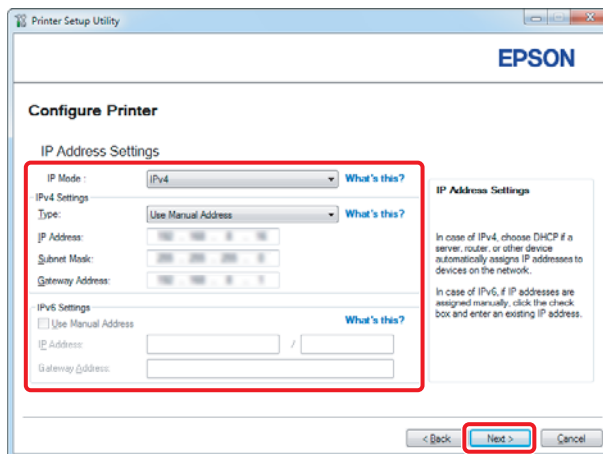 Printer Setup Utility
EPSON
Configure Printer
IP Address Settings
IP Mode :
IPv4
What's this?
IPv4 Settings
Type:
Use Manual Address
What's this?
IP Address:
Subnet Mask:
Gateway Address:
IPv6 Settings
Use Manual Address
What's this?
IP Address:
/
Gateway Address:
IP Address Settings
In case of IPv4, choose DHCP if a
server, router, or other device
automatically assigns IP addresses to
devices on the network.
In case of IPv6, if IP addresses are
assigned manually, click the check
box and enter an existing IP address.
< Back
Next >
Cancel